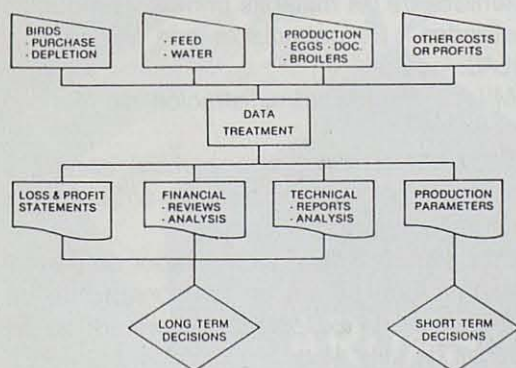 BIRDS
- PURCHASE
- DEPLETION
- FEED
- WATER
PRODUCTION
- EGGS - DOC.
- BROILERS
OTHER COSTS
OR PROFITS
DATA
TREATMENT
LOSS & PROFIT
STATEMENTS
FINANCIAL
- REVIEWS
- ANALYSIS
TECHNICAL
- REPORTS
- ANALYSIS
PRODUCTION
PARAMETERS
LONG TERM
DECISIONS
SHORT TERM
DECISIONS